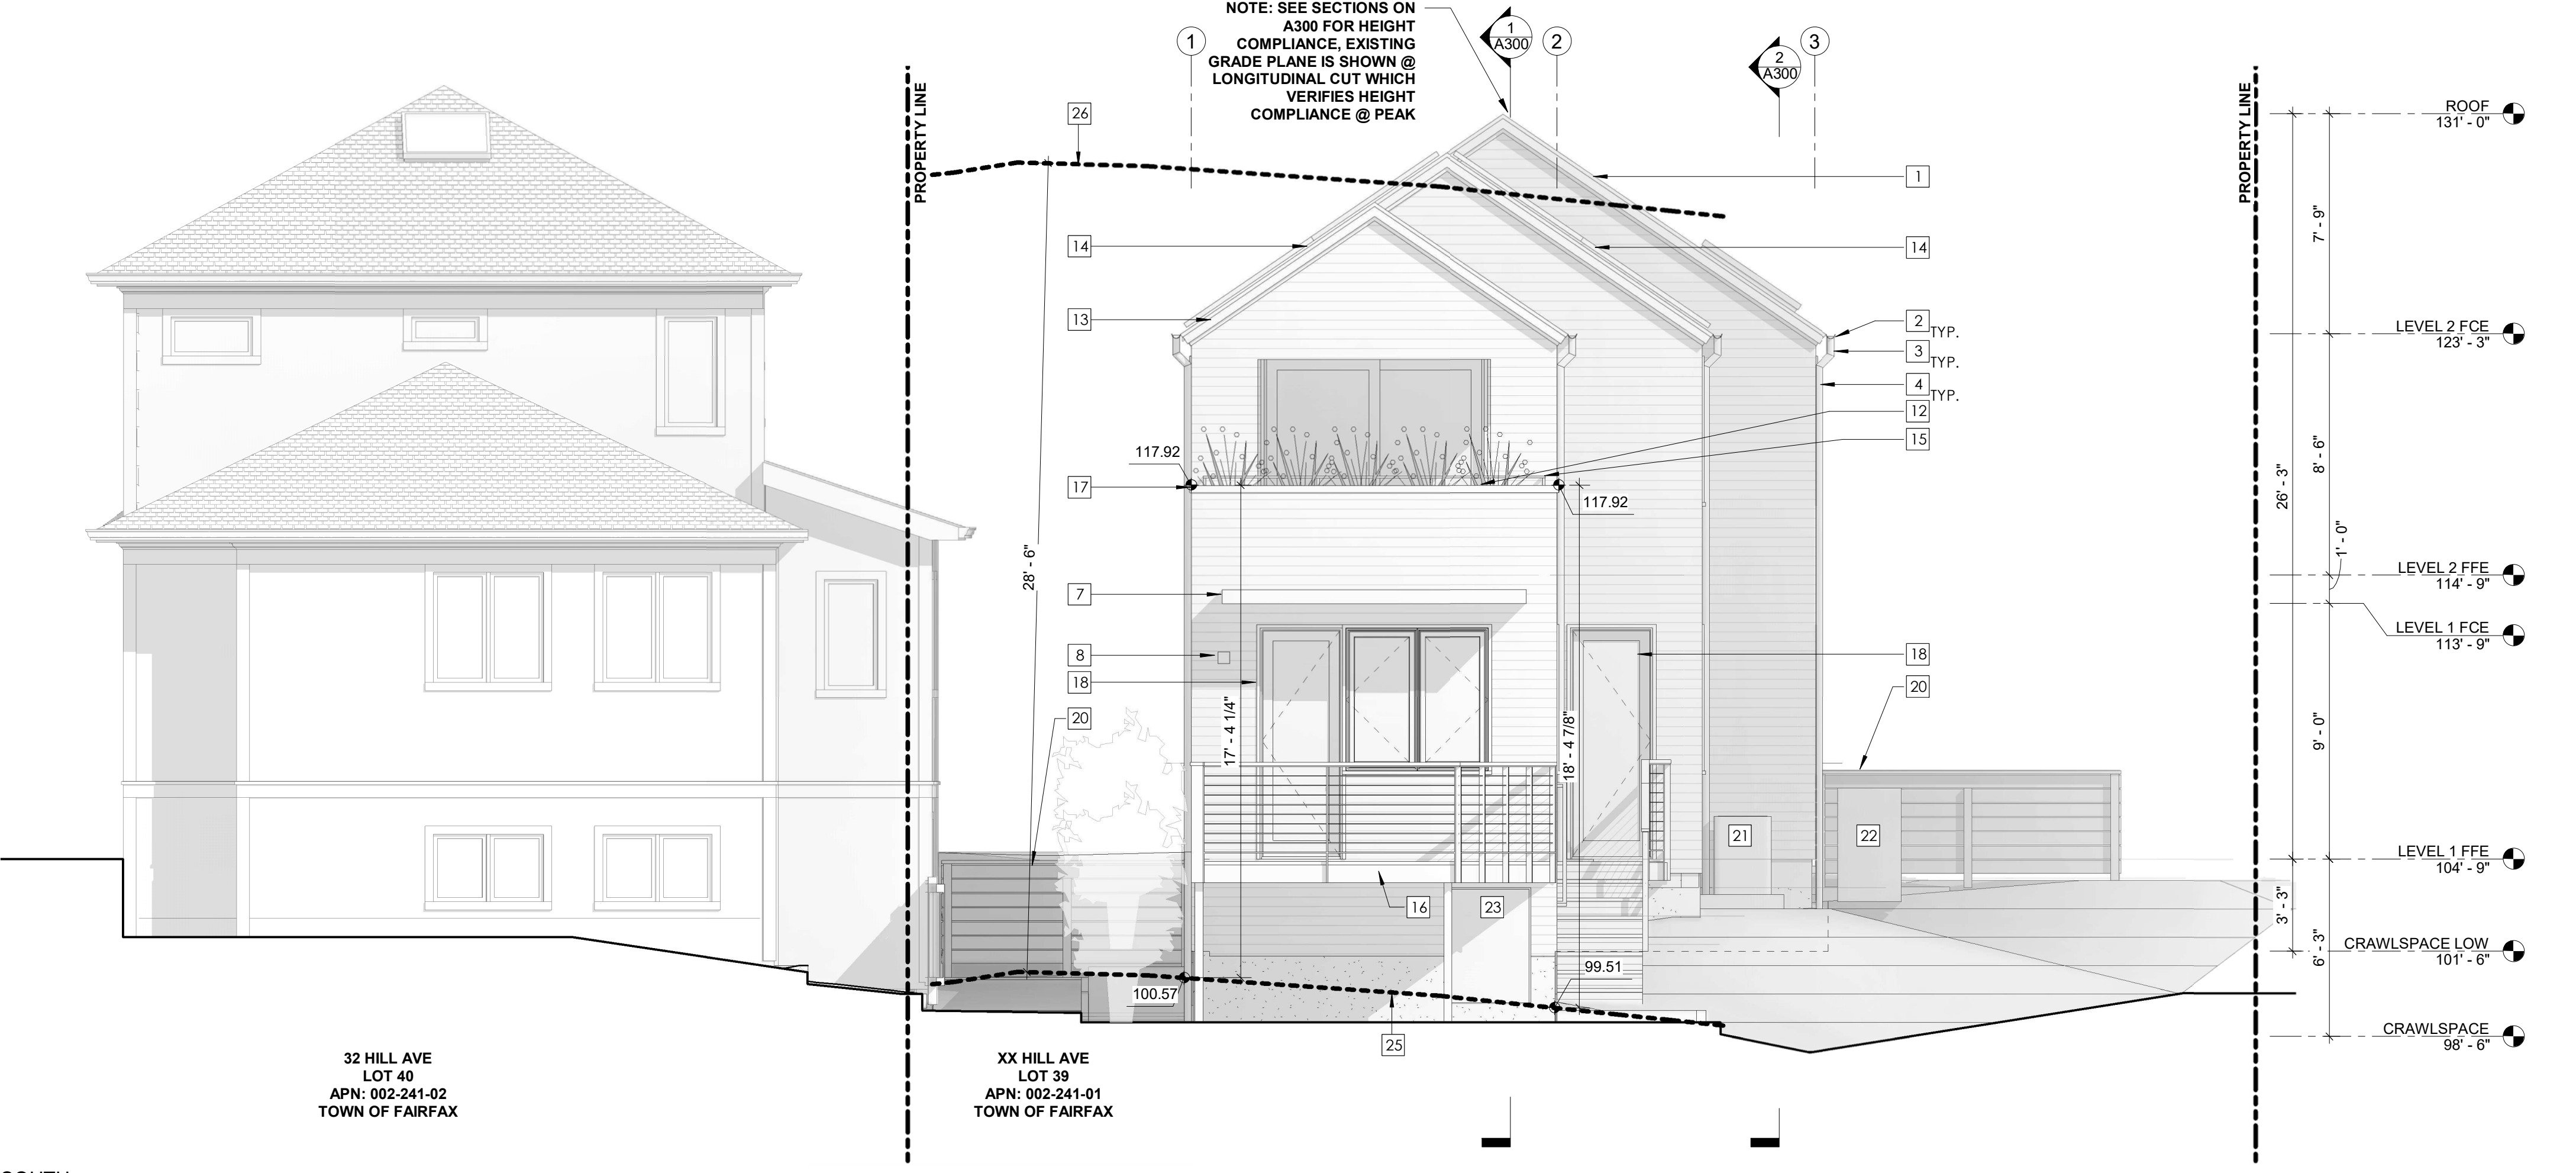 NOTE: SEE SECTIONS ON
A300 FOR HEIGHT
COMPLIANCE, EXISTING
GRADE PLANE IS SHOWN @
LONGITUDINAL CUT WHICH
VERIFIES HEIGHT
COMPLIANCE @ PEAK
1
1
A300
2
2
A300
3
PROPERTY LINE
PROPERTY LINE
26
1
14
14
13
2 TYP.
3 TYP.
4 TYP.
12
15
117.92
17
117.92
28' - 6"
7
8
18
18
20
20
17' - 4 1/4"
18' - 4 7/8"
21
22
16
23
99.51
100.57
25
ROOF
131' - 0"
7' - 9"
LEVEL 2 FCE
123' - 3"
8' - 6"
26' - 3"
1' - 0"
LEVEL 2 FFE
114' - 9"
LEVEL 1 FCE
113' - 9"
9' - 0"
LEVEL 1 FFE
104' - 9"
3' - 3"
6' - 3"
CRAWLSPACE LOW
101' - 6"
CRAWLSPACE
98' - 6"
32 HILL AVE
LOT 40
APN: 002-241-02
TOWN OF FAIRFAX
XX HILL AVE
LOT 39
APN: 002-241-01
TOWN OF FAIRFAX